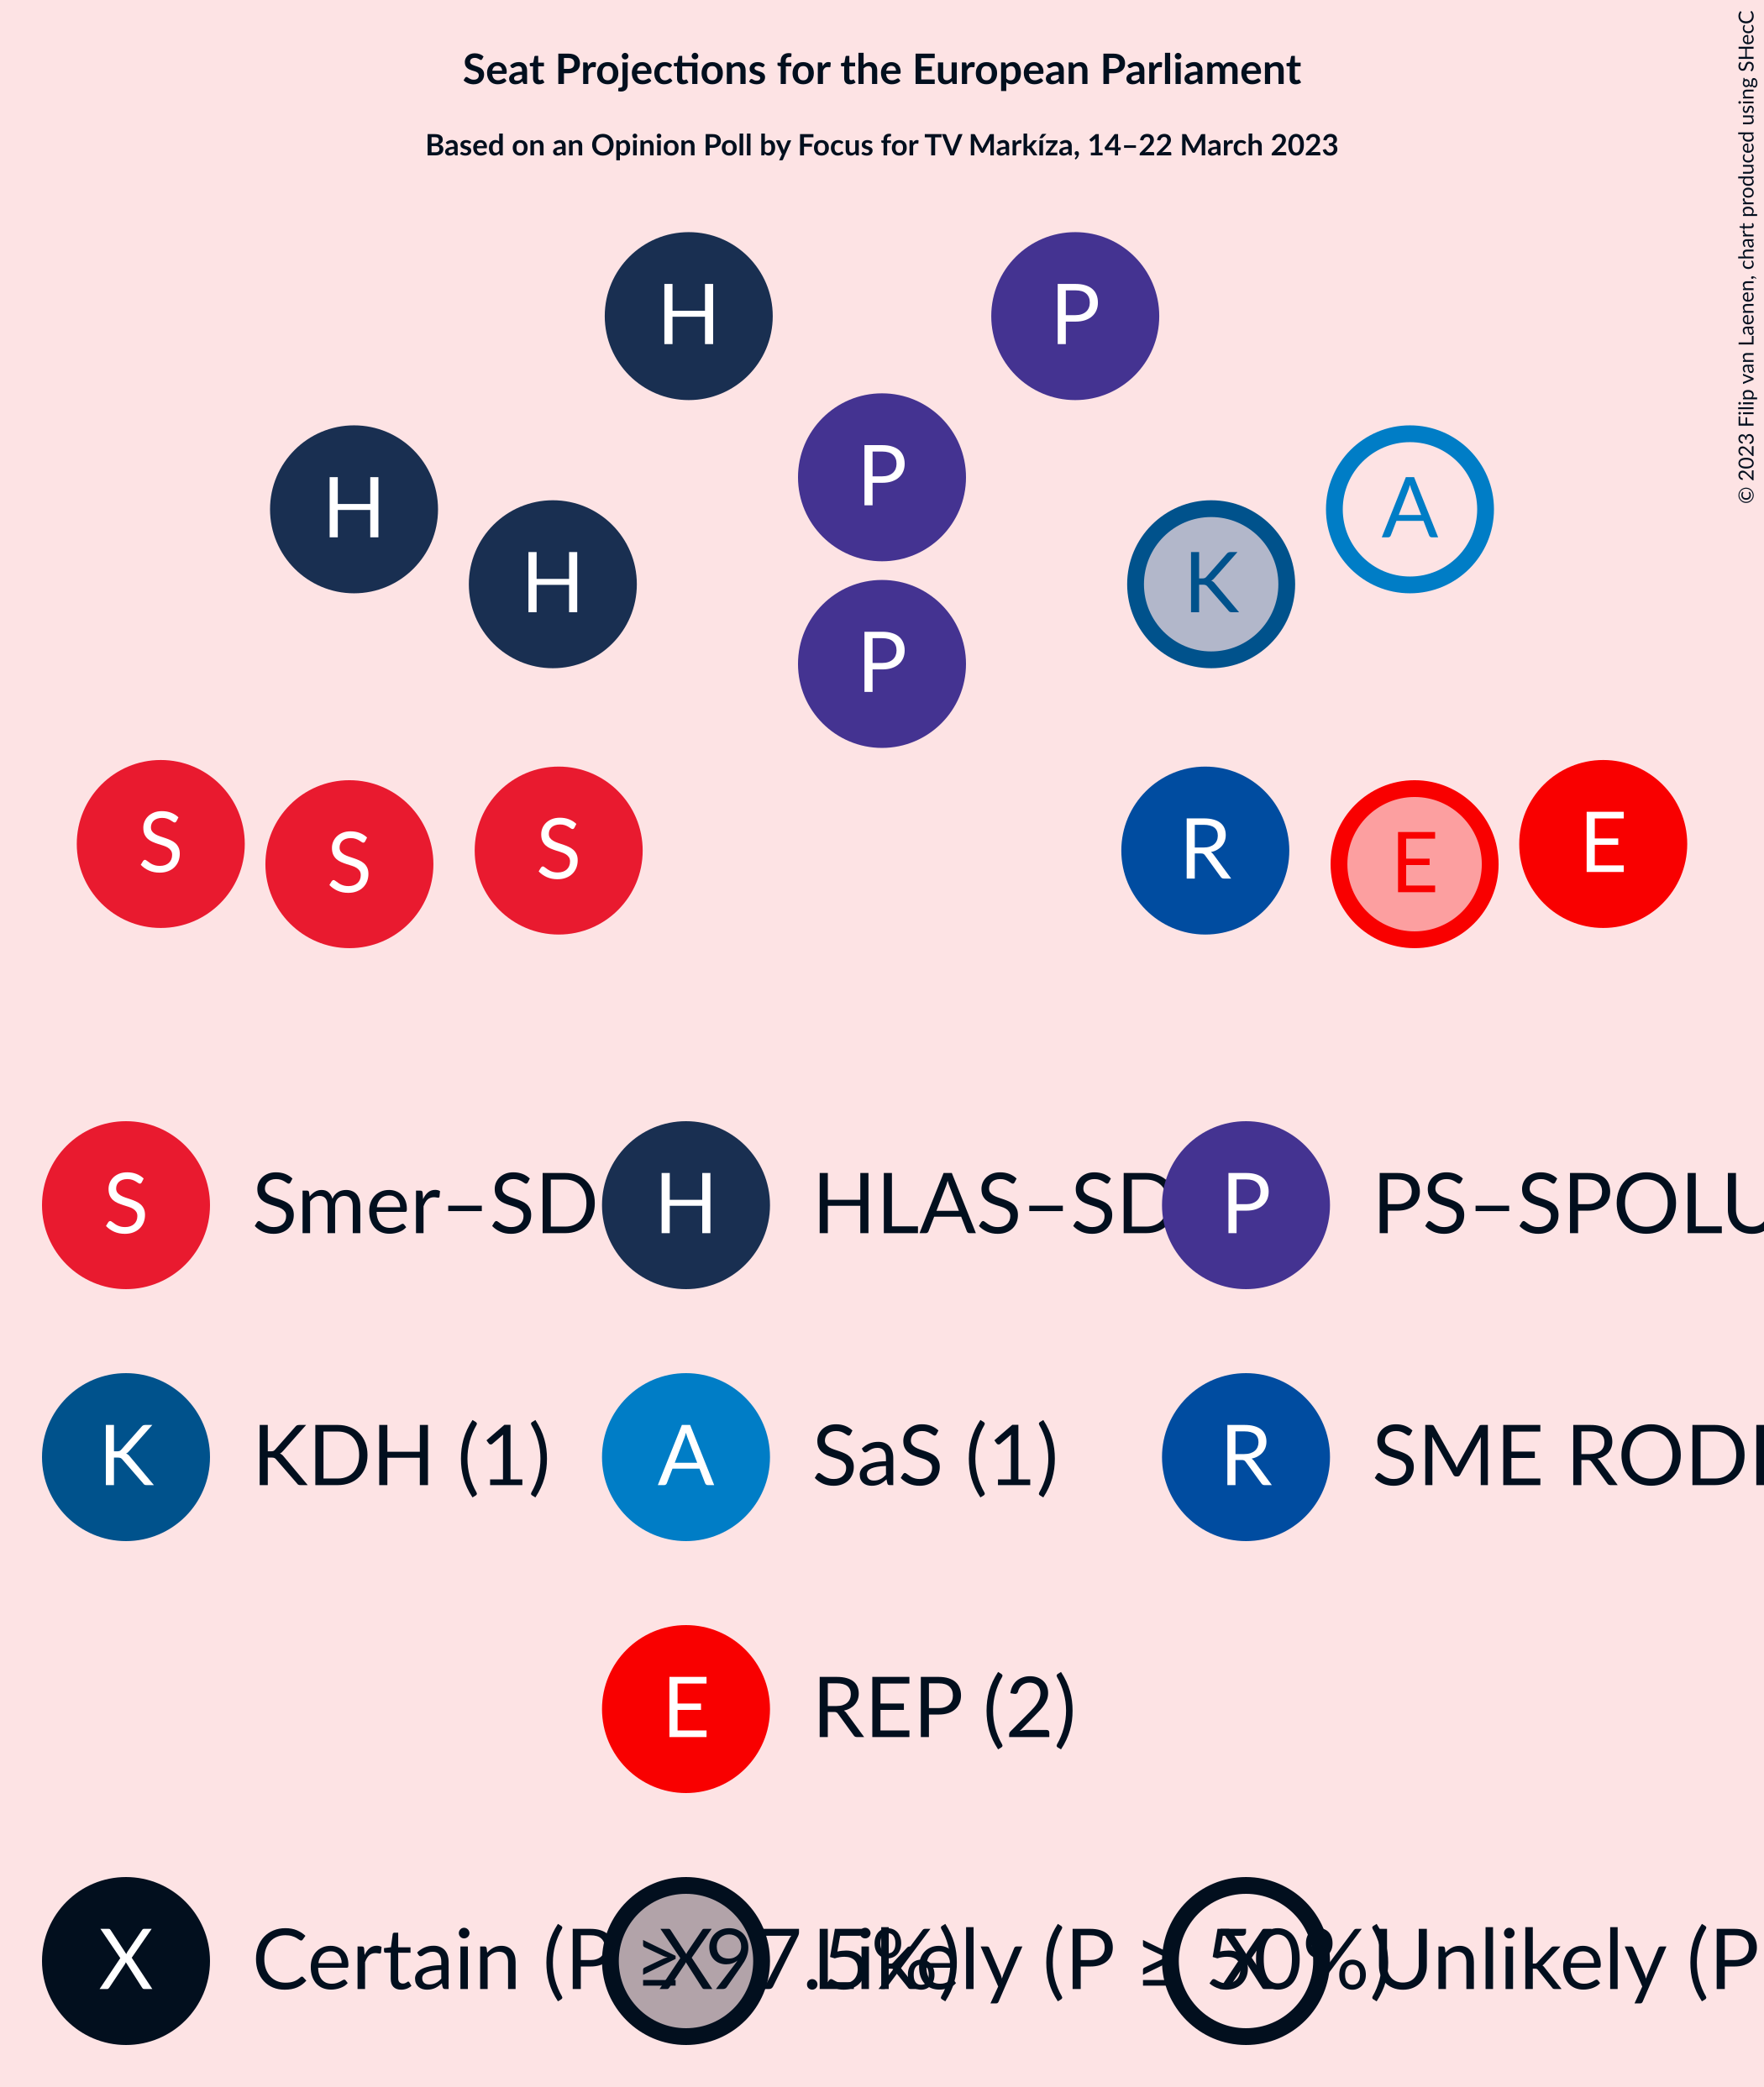 Seat Projections for the European Parliament
Based on an Opinion Poll by Focus for TV Markíza, 14–22 March 2023
© 2023 Filip van Laenen, chart produced using SHecC
H P
P
H A
H K
P
S S S R E E
S Smer–SD H HLAS–SD P PS–SPOLU
K KDH (1) A SaS (1) R SME RODI
E REP (2)
X Certain (P ≥ 97.5%) X Likely (P ≥ 50%) X Unlikely (P